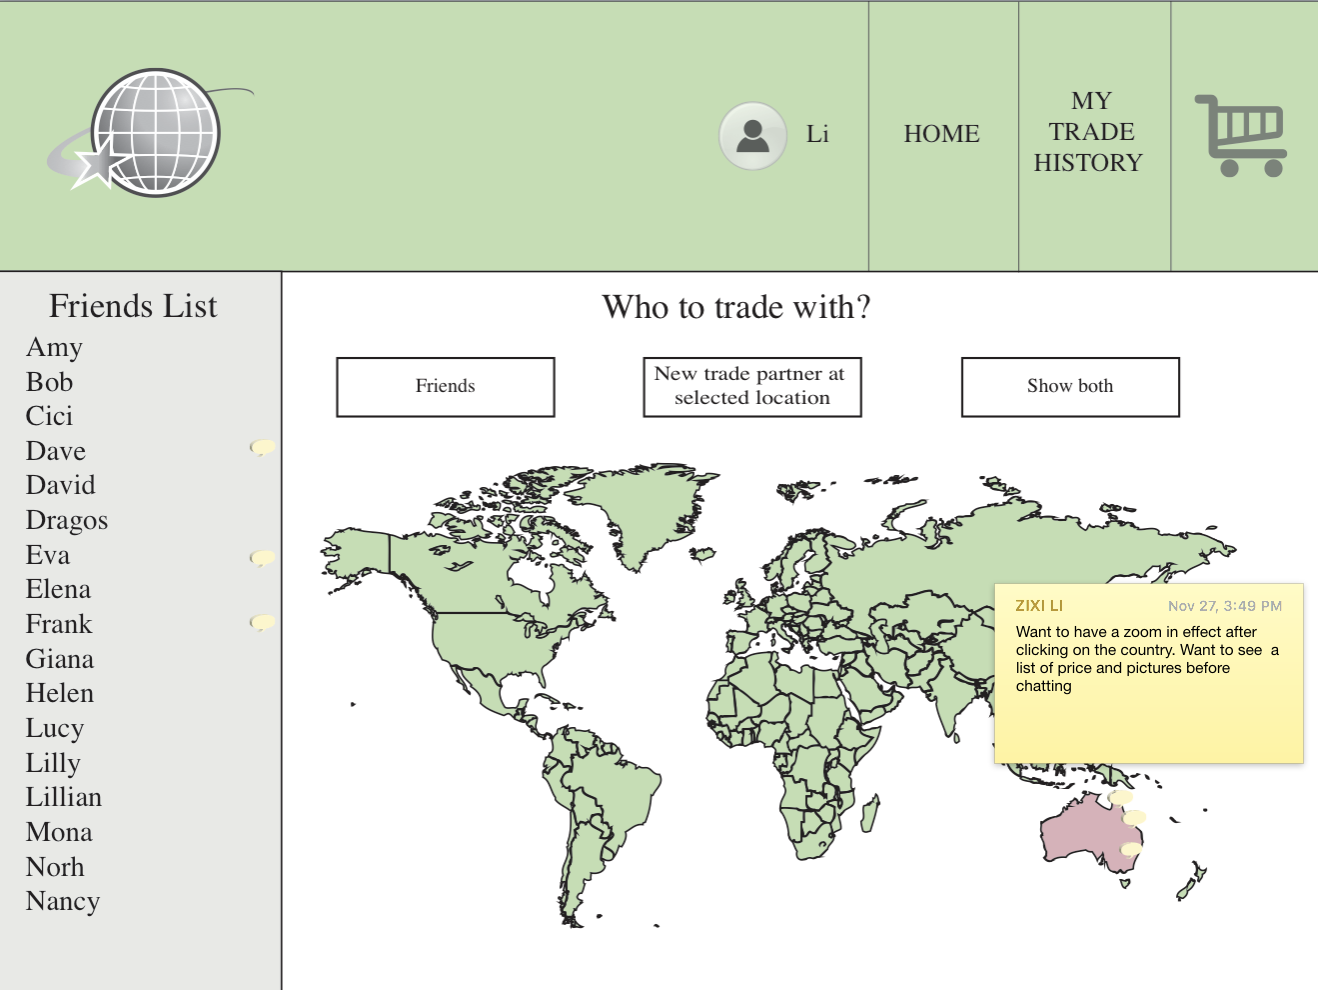 Li
HOME
MY
TRADE
HISTORY
Friends List
Amy
Bob
Cici
Dave
David
Dragos
Eva
Elena
Frank
Giana
Helen
Lucy
Lilly
Lillian
Mona
Norh
Nancy
Who to trade with?
Friends
New trade partner at
selected location
Show both
ZIXI LI Nov 27, 3:49 PM
Want to have a zoom in effect after
clicking on the country. Want to see  a
list of price and pictures before
chatting